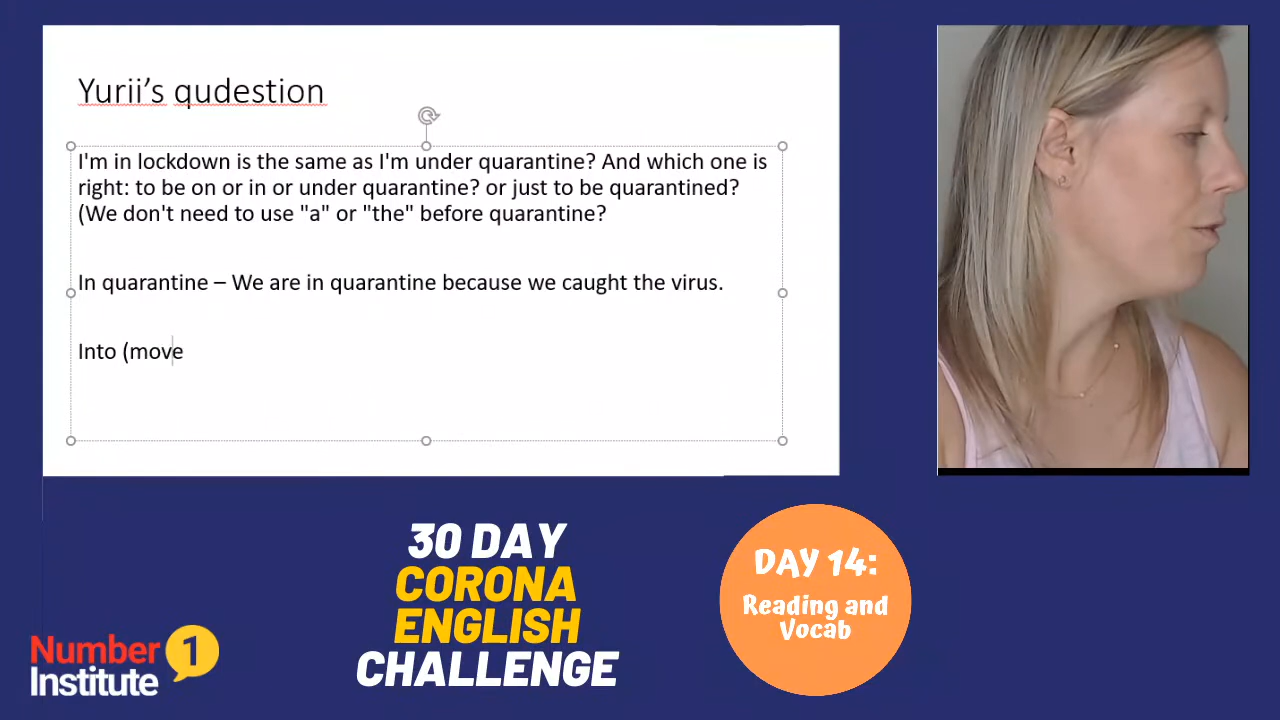 Yurii’s qudestion
I'm in lockdown is the same as I'm under quarantine? And which one is
right: to be on or in or under quarantine? or just to be quarantined?
(We don't need to use "a" or "the" before quarantine?
In quarantine – We are in quarantine because we caught the virus.
Into (move
30 DAY
CORONA
ENGLISH
CHALLENGE
DAY 14:
Reading and
Vocab
Number 1
Institute